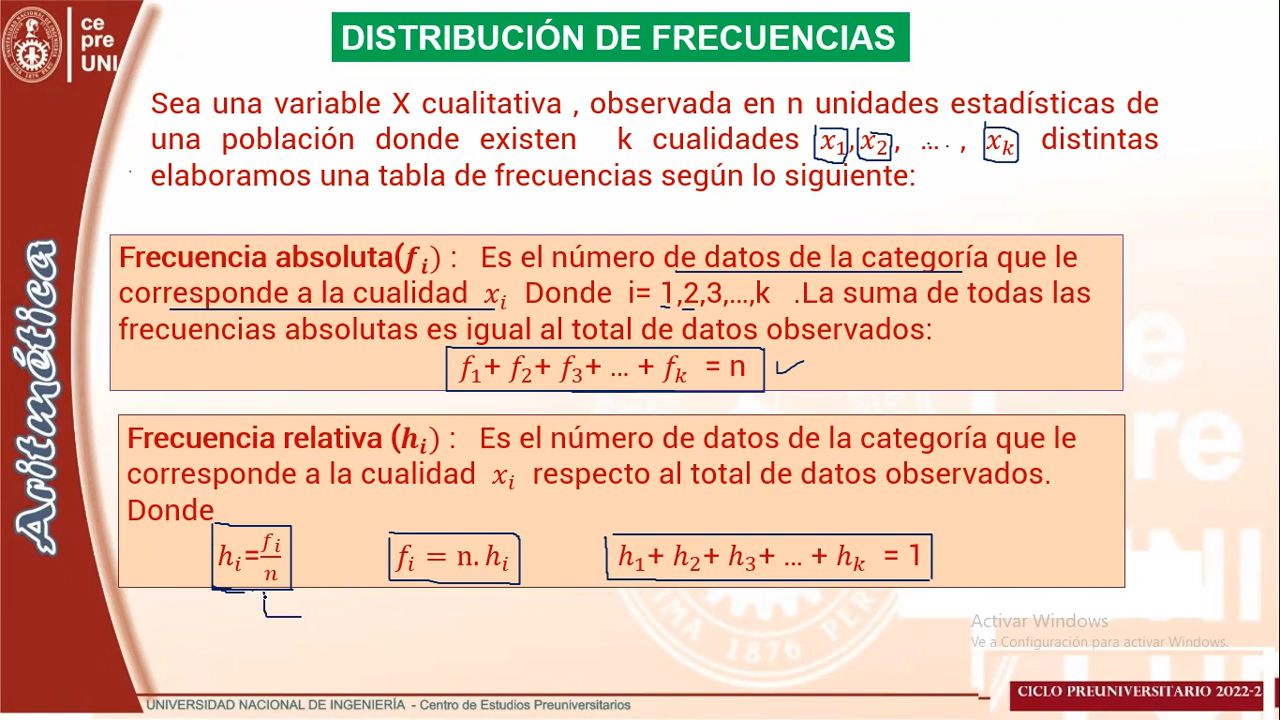 ce
pre
UNI
DISTRIBUCIÓN DE FRECUENCIAS
Sea una variable X cualitativa , observada en n unidades estadísticas de
una población donde existen k cualidades x₁,x₂, … , xₖ distintas
elaboramos una tabla de frecuencias según lo siguiente:
Aritmética
Frecuencia absoluta(fᵢ) : Es el número de datos de la categoría que le
corresponde a la cualidad xᵢ Donde i= 1,2,3,...,k .La suma de todas las
frecuencias absolutas es igual al total de datos observados:
f₁+ f₂+ f₃+ … + fₖ = n
Frecuencia relativa (hᵢ) : Es el número de datos de la categoría que le
corresponde a la cualidad xᵢ respecto al total de datos observados.
Donde
hᵢ=fᵢ/n fᵢ = n. hᵢ h₁+ h₂+ h₃+ … + hₖ = 1
Activar Windows
Ve a Configuración para activar Windows.
CICLO PREUNIVERSITARIO 2022-2
UNIVERSIDAD NACIONAL DE INGENIERÍA - Centro de Estudios Preuniversitarios